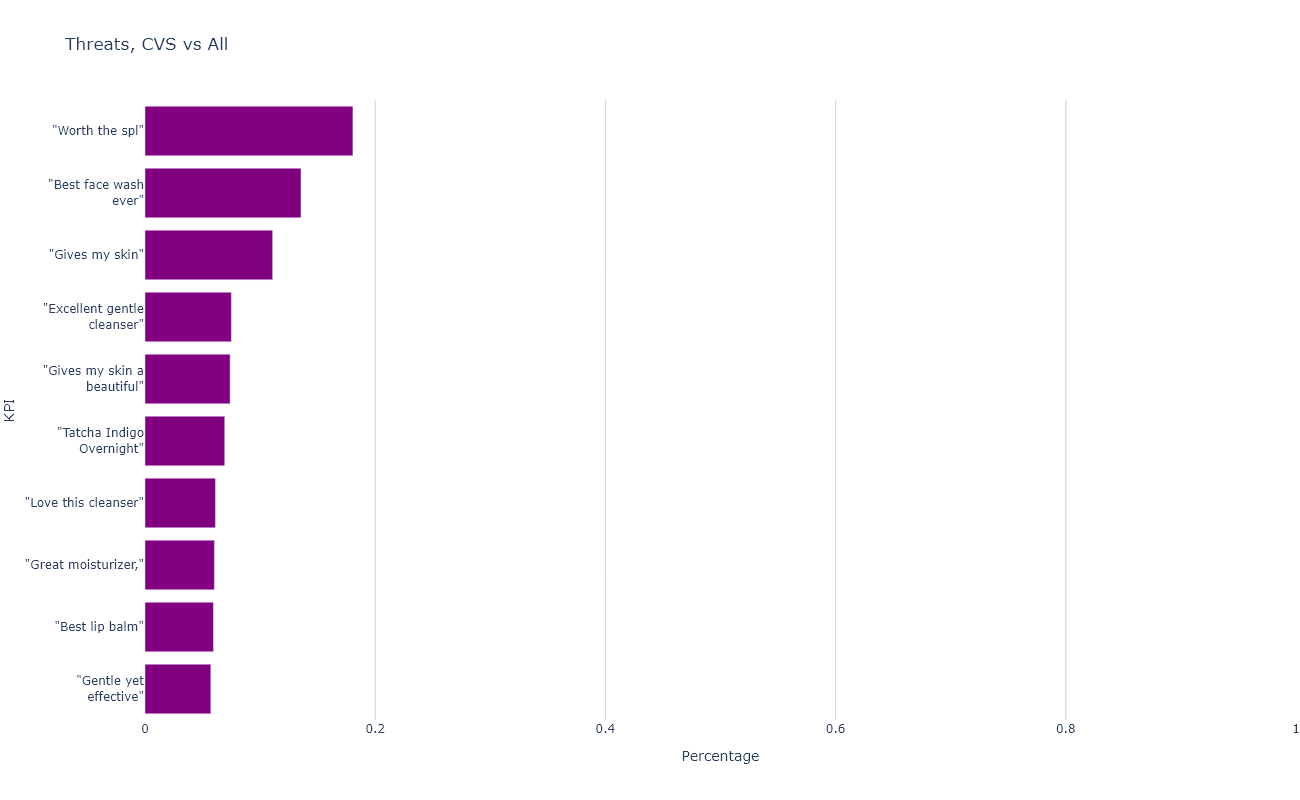 Threats, CVS vs All
"Worth the spl"
"Best face wash
ever"
"Gives my skin"
"Excellent gentle
cleanser"
"Gives my skin a
beautiful"
KPI
"Tatcha Indigo
Overnight"
"Love this cleanser"
"Great moisturizer,"
"Best lip balm"
"Gentle yet
effective"
0 0.2 0.4 0.6 0.8 1
Percentage